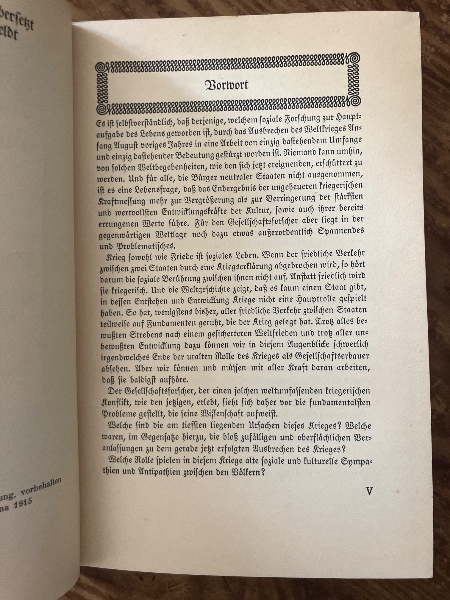 bersetzt
eldt
ung, vorbehalten
na 1915
Vorwort
Es ist selbstverständlich, daß derjenige, welchem soziale Forschung zur Haupt-
aufgabe des Lebens geworden ist, durch das Ausbrechen des Weltkrieges An-
fang August vorigen Jahres in eine Arbeit von einzig dastehendem Umfange
und einzig dastehender Bedeutung gestürzt worden ist. Niemand kann umhin,
von solchen Weltbegebenheiten, wie den sich jetzt ereignenden, erschüttert zu
werden. Und für alle, die Bürger neutraler Staaten nicht ausgenommen,
ist es eine Lebensfrage, daß das Endergebnis der ungeheueren kriegerischen
Kraftmessung mehr zur Vergrößerung als zur Verringerung der stärksten
und wertvollsten Entwicklungskräfte der Kultur, sowie auch ihrer bereits
errungenen Werte führe. Für den Gesellschaftsforscher aber liegt in der
gegenwärtigen Weltlage noch dazu etwas außerordentlich Spannendes
und Problematisches.
Krieg sowohl wie Friede ist soziales Leben. Wenn der friedliche Verkehr
zwischen zwei Staaten durch eine Kriegserklärung abgebrochen wird, so hört
darum die soziale Berührung zwischen ihnen nicht auf. Anstatt friedlich wird
sie kriegerisch. Und die Weltgeschichte zeigt, daß es kaum einen Staat gibt,
in dessen Entstehen und Entwicklung Kriege nicht eine Hauptrolle gespielt
haben. So hat, wenigstens bisher, aller friedliche Verkehr zwischen Staaten
teilweise auf Fundamenten geruht, die der Krieg gelegt hat. Trotz alles be-
wußten Strebens nach einem gesicherten Weltfrieden und trotz aller un-
bewußten Entwicklung dazu können wir in diesem Augenblicke schwerlich
irgendwelches Ende der uralten Rolle des Krieges als Gesellschaftserbauer
absehen. Aber wir können und müssen mit aller Kraft daran arbeiten,
daß sie baldigst aufhöre.
Der Gesellschaftsforscher, der einen solchen weltumfassenden kriegerischen
Konflikt, wie den jetzigen, erlebt, sieht sich daher vor die fundamentalsten
Probleme gestellt, die seine Wissenschaft aufweist.
Welches sind die am tiefsten liegenden Ursachen dieses Krieges? Welche
waren, im Gegensatze hierzu, die bloß zufälligen und oberflächlichen Ver-
anlassungen zu dem gerade jetzt erfolgten Ausbrechen des Krieges?
Welche Rolle spielen in diesem Kriege alte soziale und kulturelle Sympa-
thien und Antipathien zwischen den Völkern?
V